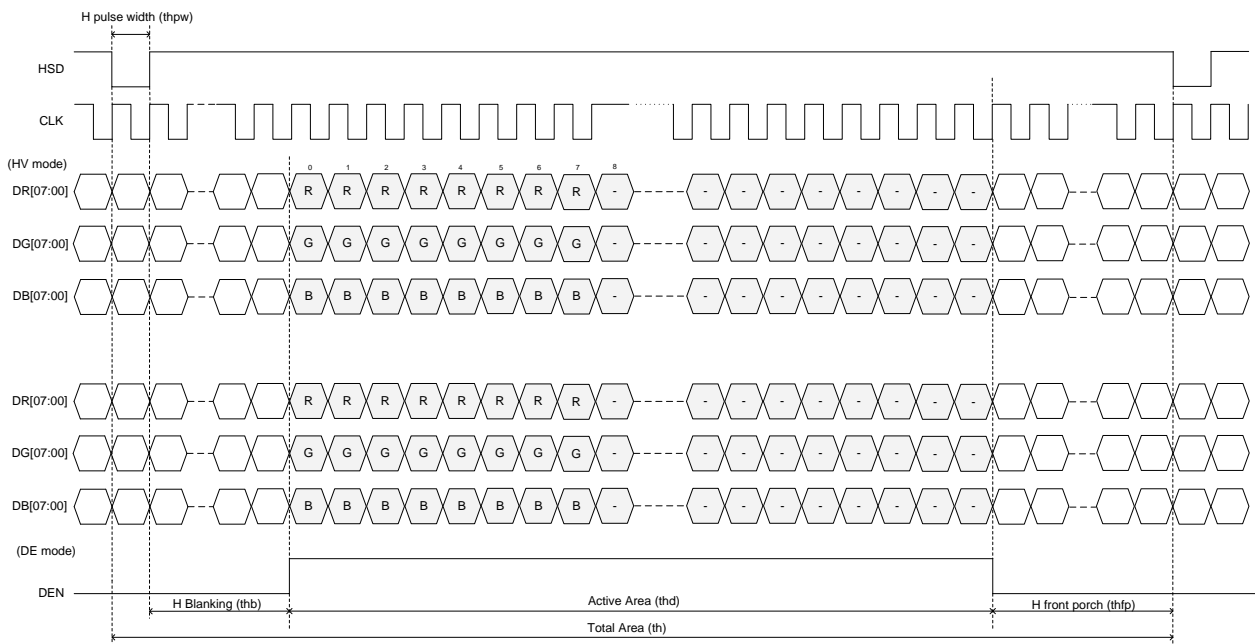 H pulse width (thpw)
HSD
CLK
(HV mode)
0 1 2 3 4 5 6 7 8
DR[07:00] R R R R R R R R - - - - - - - - -
DG[07:00] G G G G G G G G - - - - - - - - -
DB[07:00] B B B B B B B B - - - - - - - - -
DR[07:00] R R R R R R R R - - - - - - - - -
DG[07:00] G G G G G G G G - - - - - - - - -
DB[07:00] B B B B B B B B - - - - - - - - -
(DE mode)
DEN
H Blanking (thb) Active Area (thd) H front porch (thfp)
Total Area (th)